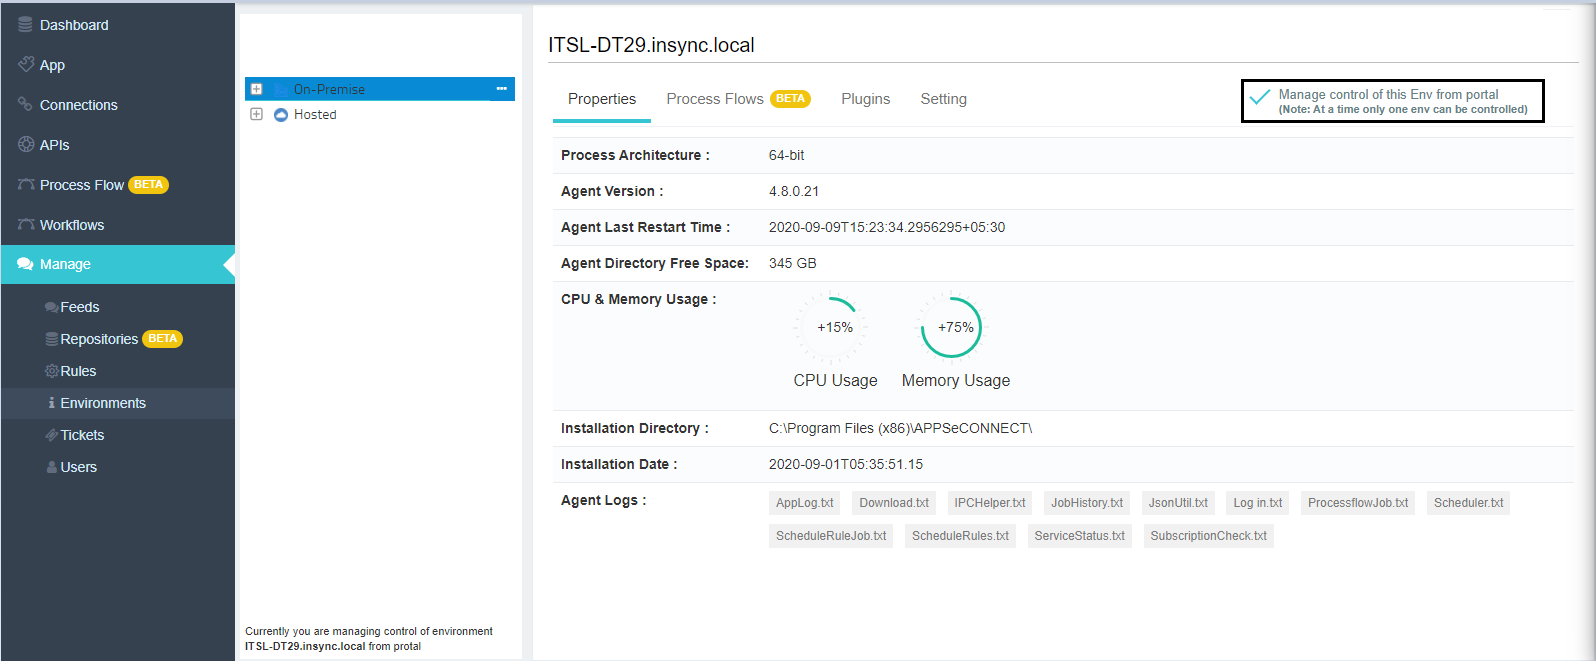 Dashboard
App
Connections
APIs
Process Flow BETA
Workflows
Manage
Feeds
Repositories BETA
Rules
Environments
Tickets
Users
On-Premise
Hosted
Currently you are managing control of environment
ITSL-DT29.insync.local from protal
ITSL-DT29.insync.local
Properties Process Flows BETA Plugins Setting
Manage control of this Env from portal
(Note: At a time only one env can be controlled)
Process Architecture : 64-bit
Agent Version : 4.8.0.21
Agent Last Restart Time : 2020-09-09T15:23:34.2956295+05:30
Agent Directory Free Space: 345 GB
CPU & Memory Usage :
+15% +75%
CPU Usage Memory Usage
Installation Directory : C:\Program Files (x86)\APPSeCONNECT\
Installation Date : 2020-09-01T05:35:51.15
Agent Logs : AppLog.txt Download.txt IPCHelper.txt JobHistory.txt JsonUtil.txt Log in.txt ProcessflowJob.txt Scheduler.txt
ScheduleRuleJob.txt ScheduleRules.txt ServiceStatus.txt SubscriptionCheck.txt